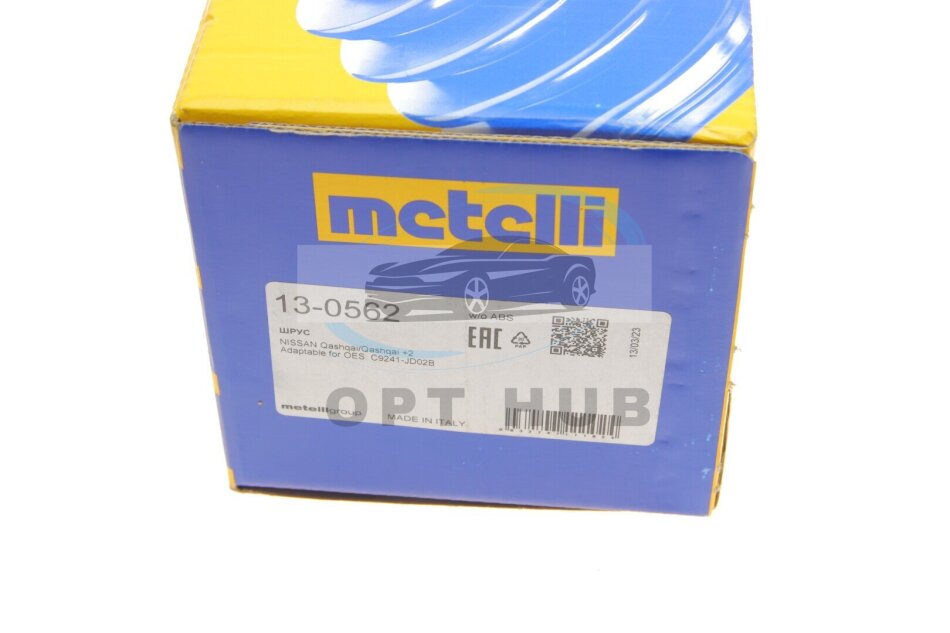 metelli
13-0562
w/o ABS
ШРУС
NISSAN Qashqai/Qashqai +2
Adaptable for OES C9241-JD02B
EAC
PAP
13/03/23
metelligroup
MADE IN ITALY
OPT HUB